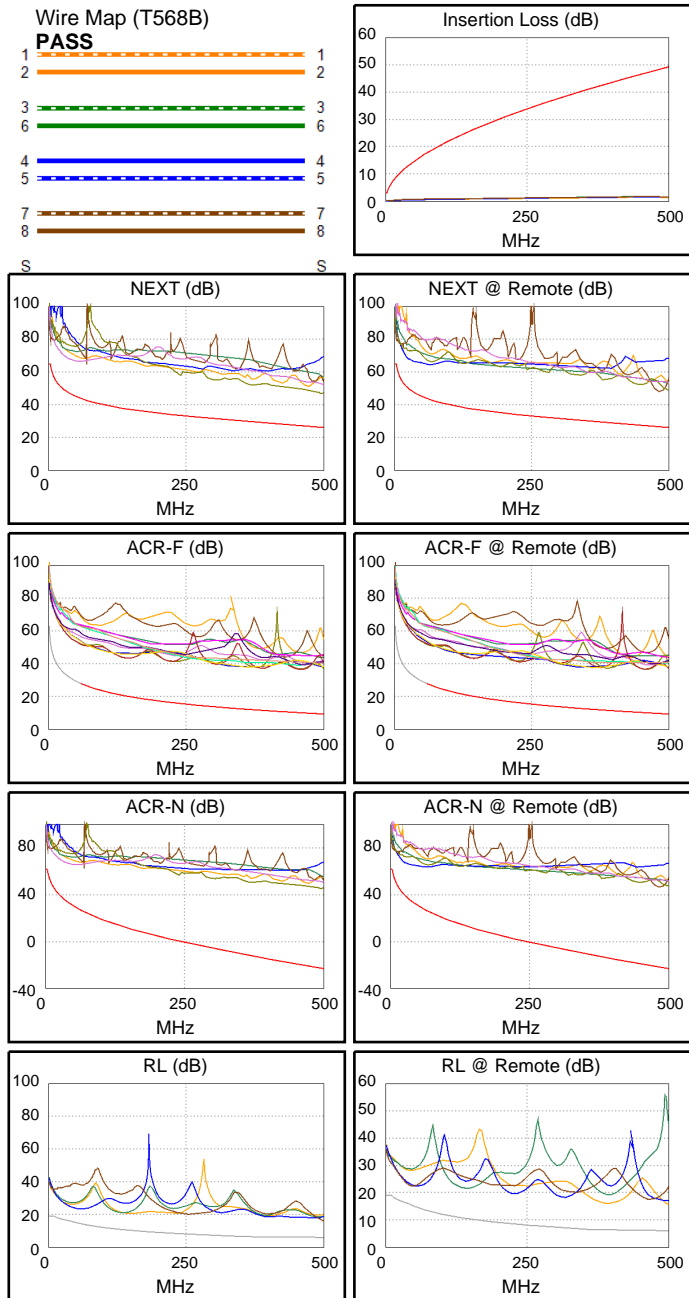 Wire Map (T568B)
PASS
1 1
2 2
3 3
6 6
4 4
5 5
7 7
8 8
S S
Insertion Loss (dB)
60
50
40
30
20
10
0
0 250 500
MHz
NEXT (dB)
100
80
60
40
20
0
0 250 500
MHz
NEXT @ Remote (dB)
100
80
60
40
20
0
0 250 500
MHz
ACR-F (dB)
100
80
60
40
20
0
0 250 500
MHz
ACR-F @ Remote (dB)
100
80
60
40
20
0
0 250 500
MHz
ACR-N (dB)
80
40
0
-40
0 250 500
MHz
ACR-N @ Remote (dB)
80
40
0
-40
0 250 500
MHz
RL (dB)
100
80
60
40
20
0
0 250 500
MHz
RL @ Remote (dB)
60
50
40
30
20
10
0
0 250 500
MHz